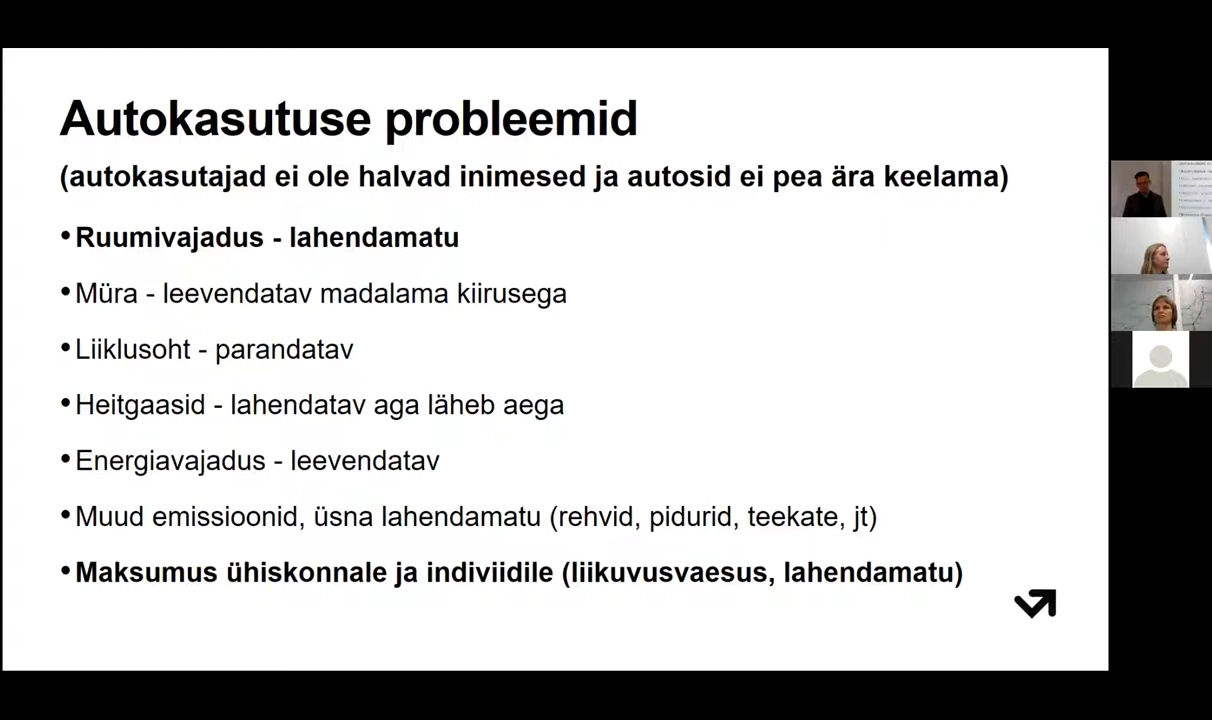 Autokasutuse probleemid
(autokasutajad ei ole halvad inimesed ja autosid ei pea ära keelama)
•Ruumivajadus - lahendamatu
•Müra - leevendatav madalama kiirusega
•Liiklusoht - parandatav
•Heitgaasid - lahendatav aga läheb aega
•Energiavajadus - leevendatav
•Muud emissioonid, üsna lahendamatu (rehvid, pidurid, teekate, jt)
•Maksumus ühiskonnale ja indiviidile (liikuvusvaesus, lahendamatu)